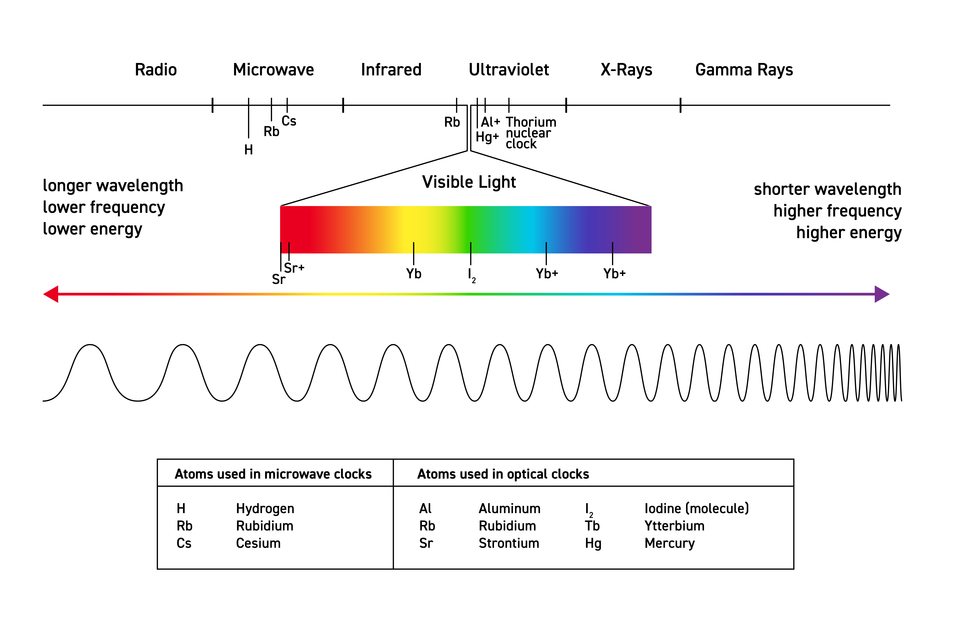 Radio Microwave Infrared Ultraviolet X-Rays Gamma Rays
H Rb Cs Rb Al+ Hg+ Thorium
nuclear
clock
longer wavelength
lower frequency
lower energy
Visible Light
shorter wavelength
higher frequency
higher energy
Sr Sr+ Yb I2 Yb+ Yb+
Atoms used in microwave clocks
H Hydrogen
Rb Rubidium
Cs Cesium
Atoms used in optical clocks
Al Aluminum I2 Iodine (molecule)
Rb Rubidium Tb Ytterbium
Sr Strontium Hg Mercury